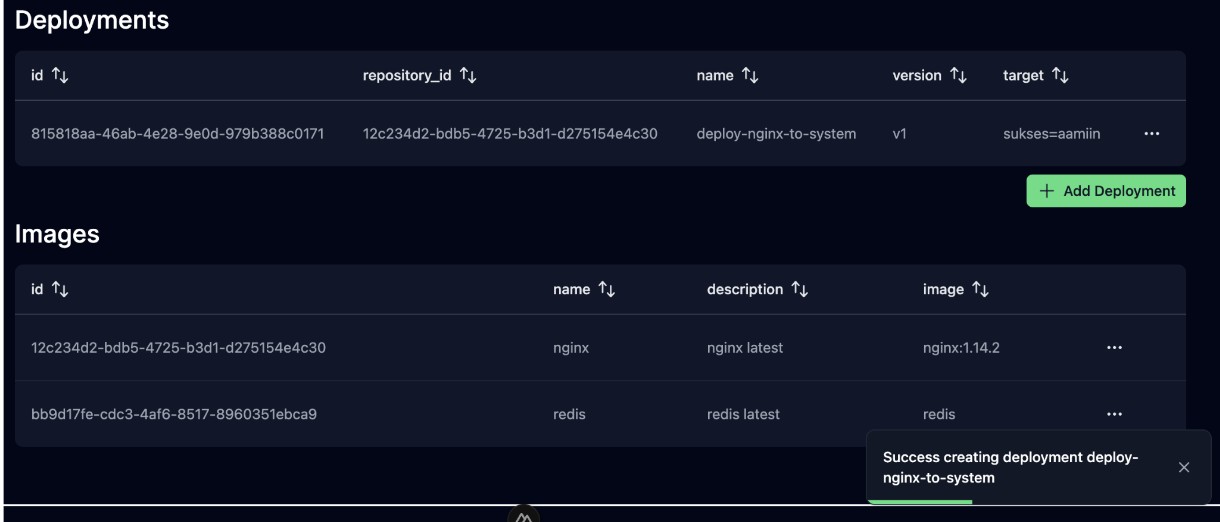 Deployments
id repository_id name version target
815818aa-46ab-4e28-9e0d-979b388c0171 12c234d2-bdb5-4725-b3d1-d275154e4c30 deploy-nginx-to-system v1 sukses=aamiin ···
+ Add Deployment
Images
id name description image
12c234d2-bdb5-4725-b3d1-d275154e4c30 nginx nginx latest nginx:1.14.2 ···
bb9d17fe-cdc3-4af6-8517-8960351ebca9 redis redis latest redis ···
Success creating deployment deploy-
nginx-to-system